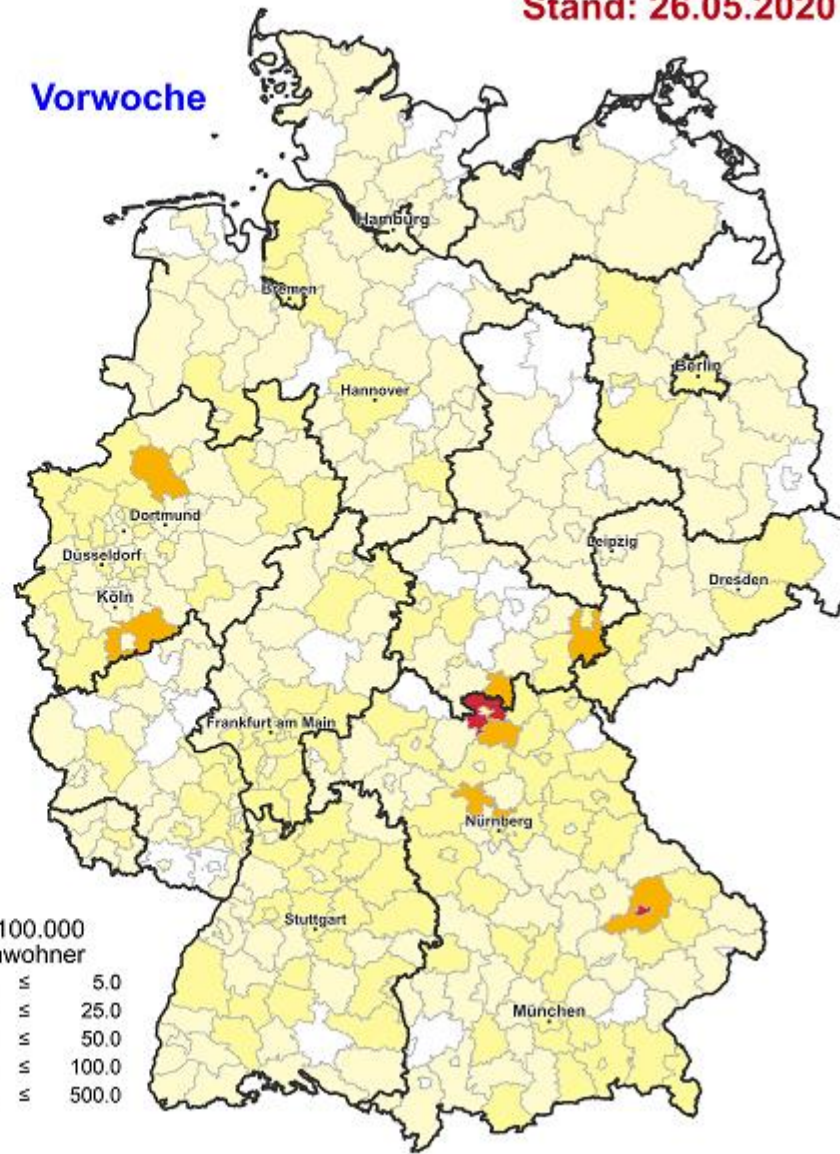 Stand: 26.05.2020
Vorwoche
Hamburg
Bremen
Berlin
Hannover
Dortmund
Düsseldorf
Leipzig
Köln
Dresden
Frankfurt am Main
Nürnberg
Stuttgart
München
100.000
≤ 5.0
≤ 25.0
≤ 50.0
≤ 100.0
≤ 500.0